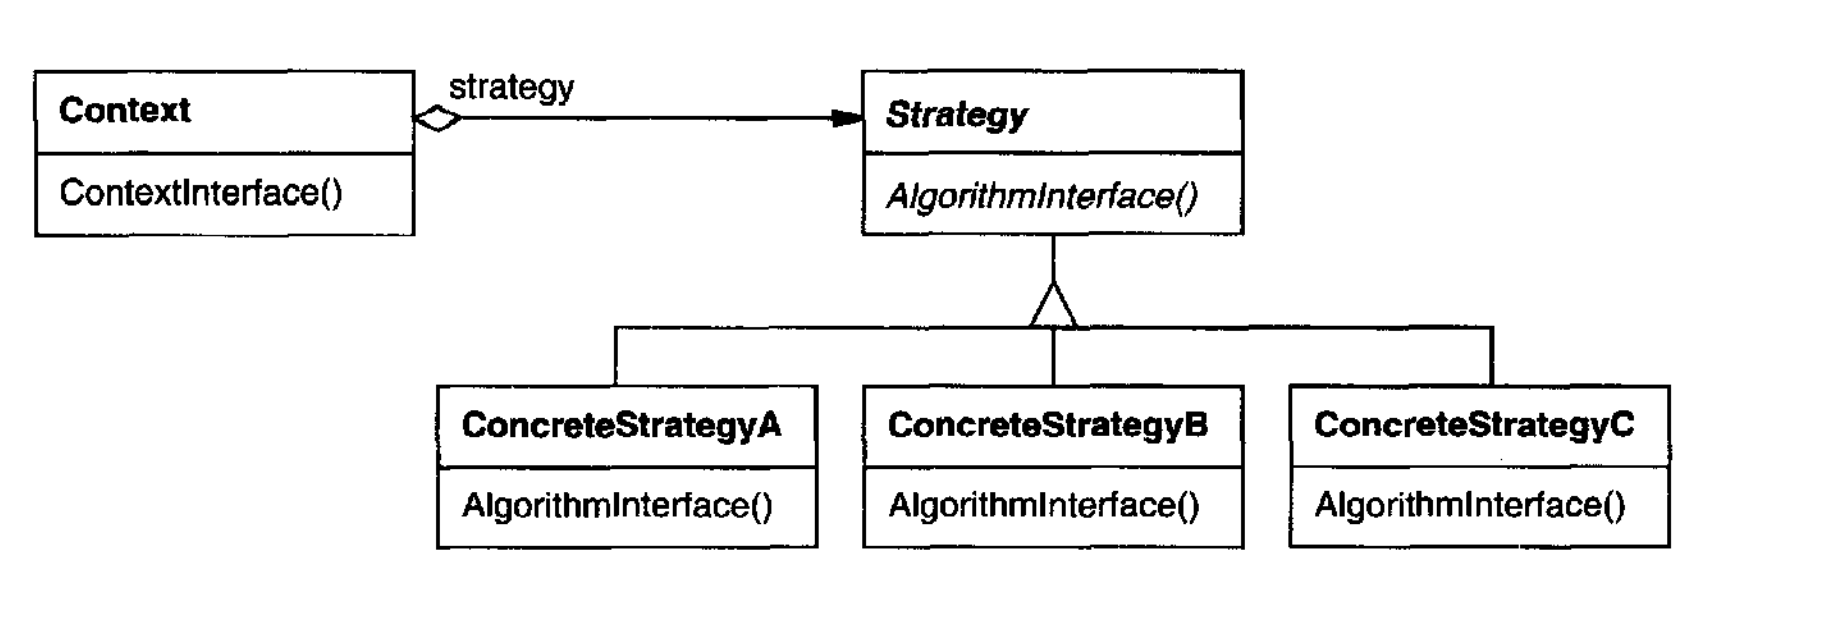 Context
ContextInterface()
strategy
Strategy
AlgorithmInterface()
ConcreteStrategyA
AlgorithmInterface()
ConcreteStrategyB
AlgorithmInterface()
ConcreteStrategyC
AlgorithmInterface()